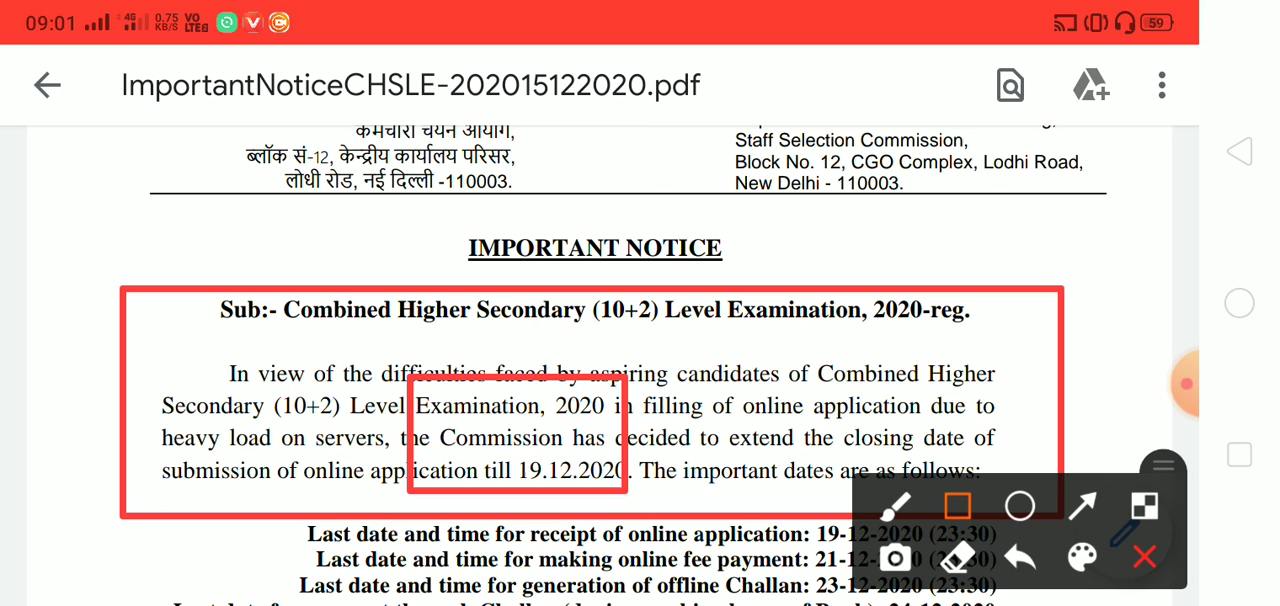 09:01 4G 0.75 KB/S VO LTE 59
ImportantNoticeCHSLE-202015122020.pdf
कर्मचारी चयन आयोग,
ब्लॉक सं-12, केन्द्रीय कार्यालय परिसर,
लोधी रोड, नई दिल्ली -110003.
Staff Selection Commission,
Block No. 12, CGO Complex, Lodhi Road,
New Delhi - 110003.
IMPORTANT NOTICE
Sub:- Combined Higher Secondary (10+2) Level Examination, 2020-reg.
In view of the difficulties faced by aspiring candidates of Combined Higher
Secondary (10+2) Level Examination, 2020 in filling of online application due to
heavy load on servers, the Commission has decided to extend the closing date of
submission of online application till 19.12.2020. The important dates are as follows:
Last date and time for receipt of online application: 19-12-2020 (23:30)
Last date and time for making online fee payment: 21-12-2020 (23:30)
Last date and time for generation of offline Challan: 23-12-2020 (23:30)